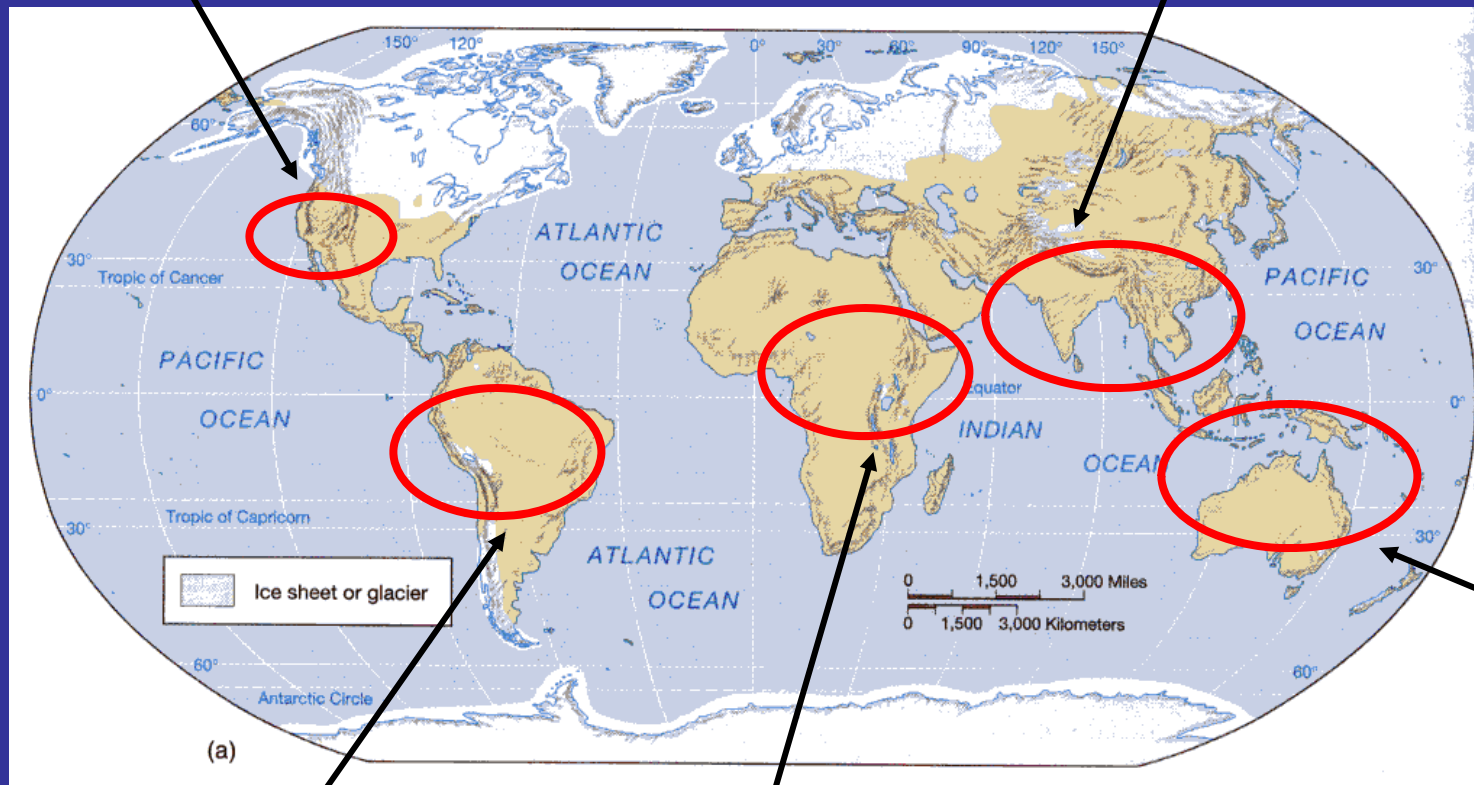 150° 120° 0° 30° 60° 90° 120° 150°
60°
ATLANTIC
OCEAN
30°
Tropic of Cancer
PACIFIC
30°
OCEAN
PACIFIC
OCEAN
0°
Equator
0°
INDIAN
OCEAN
Tropic of Capricorn
30°
30°
ATLANTIC
OCEAN
Ice sheet or glacier
0 1,500 3,000 Miles
0 1,500 3,000 Kilometers
60°
60°
Antarctic Circle
(a)